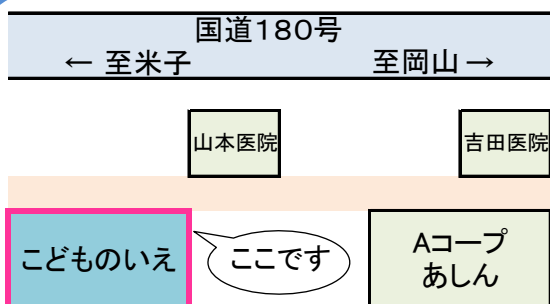 国道180号
← 至米子 至岡山 →
山本医院 吉田医院
こどものいえ
ここです
Aコープ
あしん